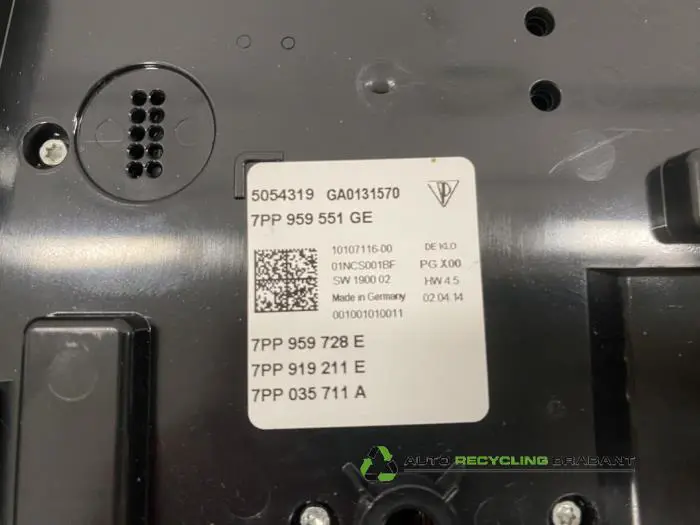 5054319 GA0131570
7PP 959 551 GE
10107116-00 DE KLO
01NCS001BF PG X00
SW 1900 02 HW 4.5
Made in Germany 02.04.14
001001010011
7PP 959 728 E
7PP 919 211 E
7PP 035 711 A
AUTO RECYCLING BRABANT